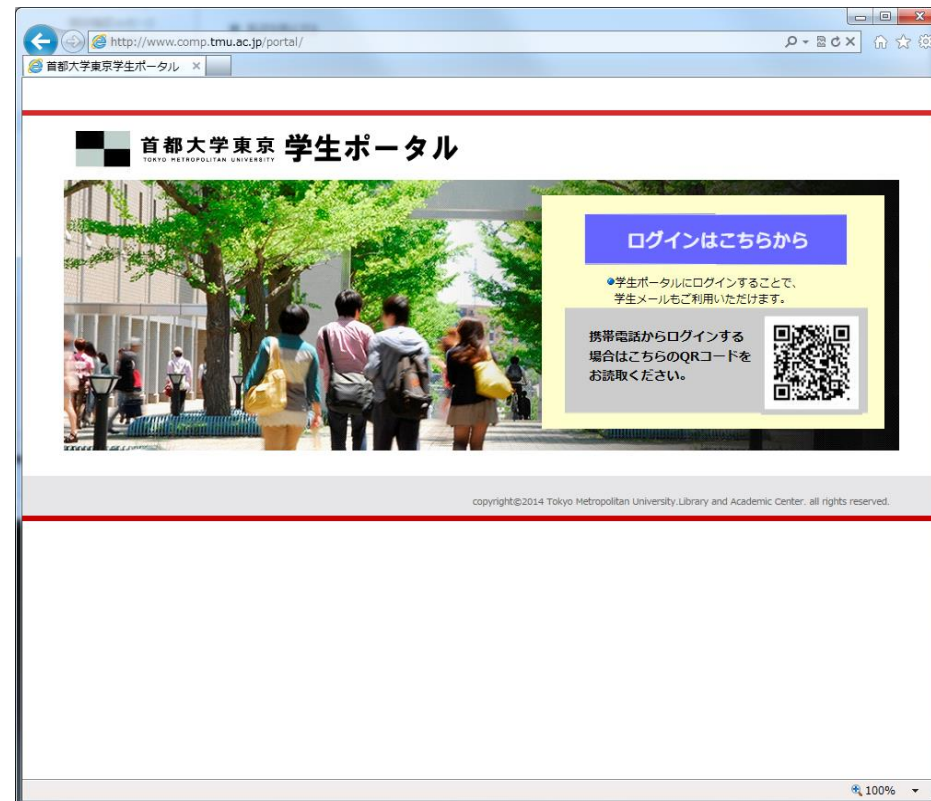 http://www.comp.tmu.ac.jp/portal/
首都大学東京学生ポータル
首都大学東京 学生ポータル
TOKYO METROPOLITAN UNIVERSITY
ログインはこちらから
学生ポータルにログインすることで、
学生メールもご利用いただけます。
携帯電話からログインする
場合はこちらのQRコードを
お読取ください。
copyright©2014 Tokyo Metropolitan University.Library and Academic Center. all rights reserved.
100%